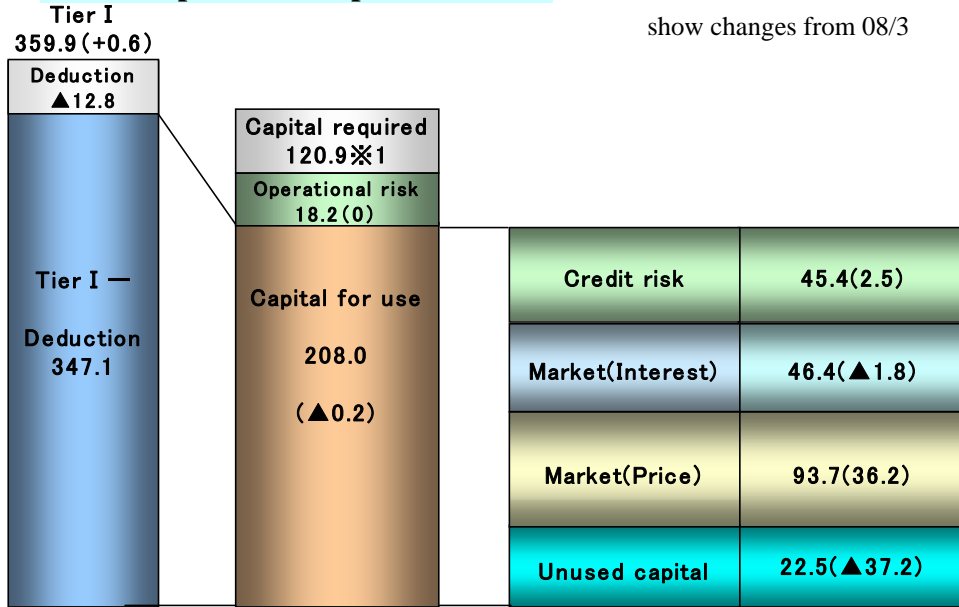 show changes from 08/3
Tier Ⅰ
359.9(+0.6)
Deduction
▲12.8
Tier Ⅰ ―
Deduction
347.1
Capital required
120.9※1
Operational risk
18.2(0)
Capital for use
208.0
(▲0.2)
Credit risk 45.4(2.5)
Market(Interest) 46.4(▲1.8)
Market(Price) 93.7(36.2)
Unused capital 22.5(▲37.2)